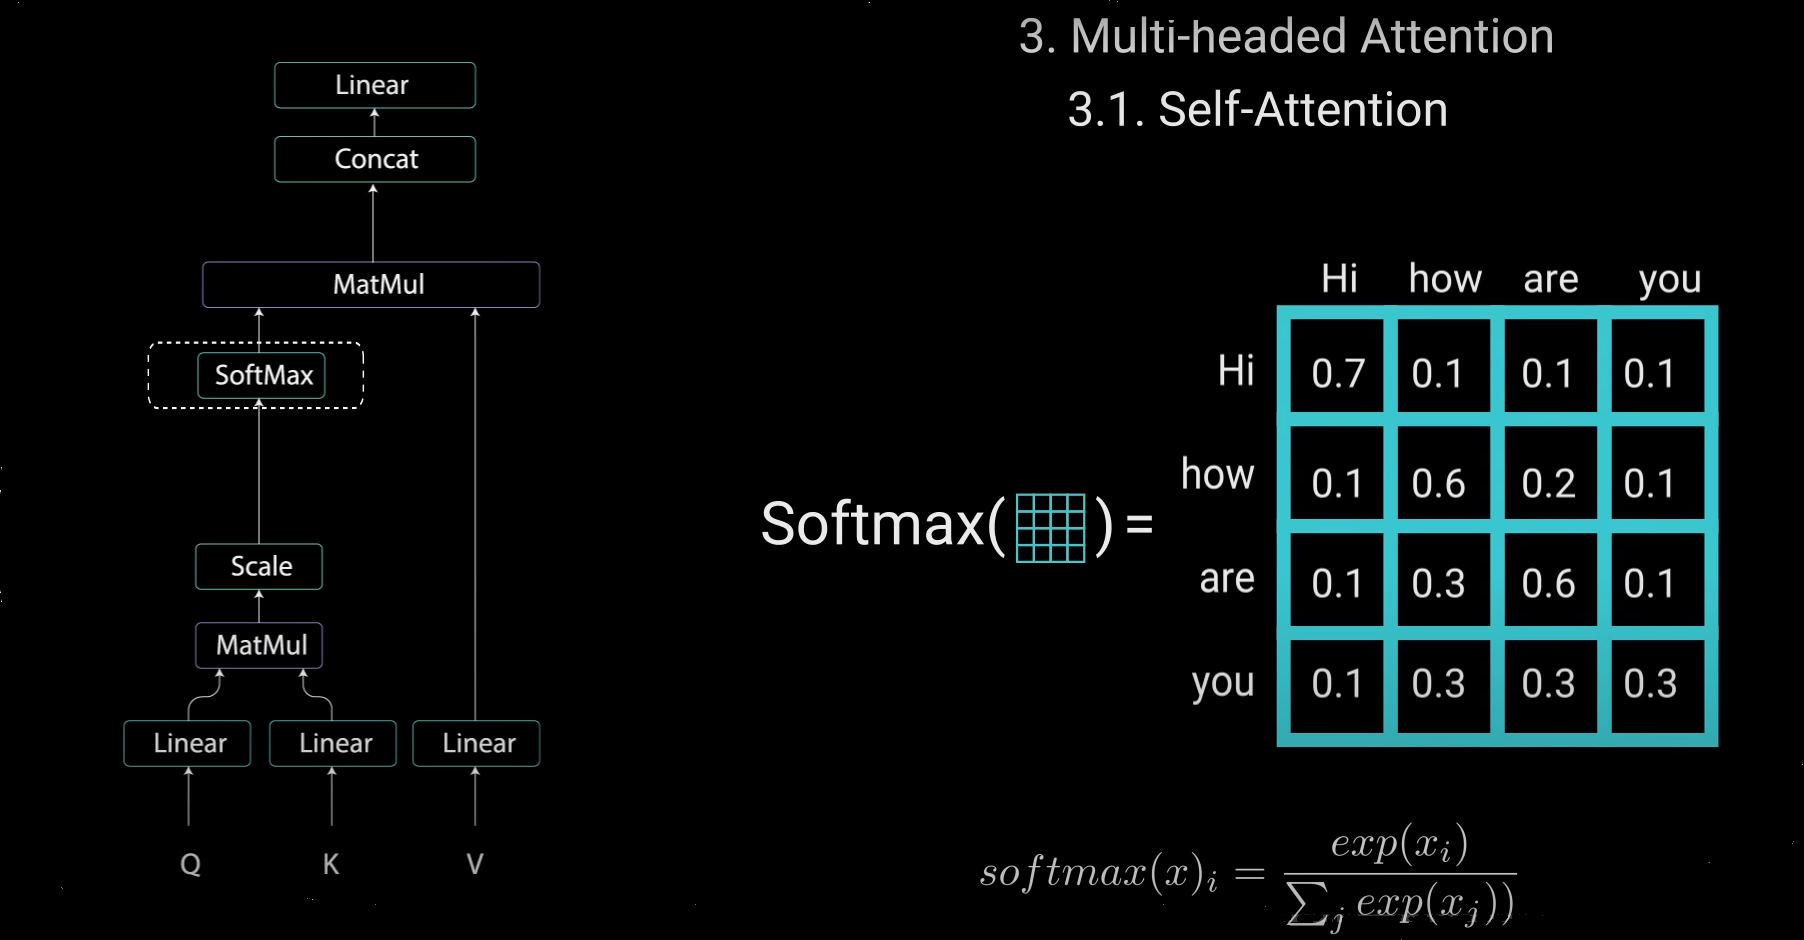 3. Multi-headed Attention
3.1. Self-Attention
Linear
Concat
MatMul
SoftMax
Scale
MatMul
Linear Linear Linear
Q K V
Hi how are you
Hi 0.7 0.1 0.1 0.1
how 0.1 0.6 0.2 0.1
are 0.1 0.3 0.6 0.1
you 0.1 0.3 0.3 0.3
Softmax( ) =
softmax(x)_i = \frac{exp(x_i)}{\sum_j exp(x_j))}